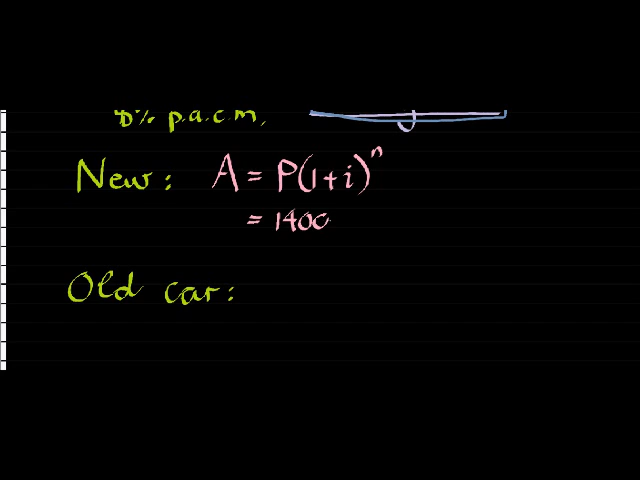 % p.a.c.m.
New: A = P(1+i)^n
= 1400
Old car: